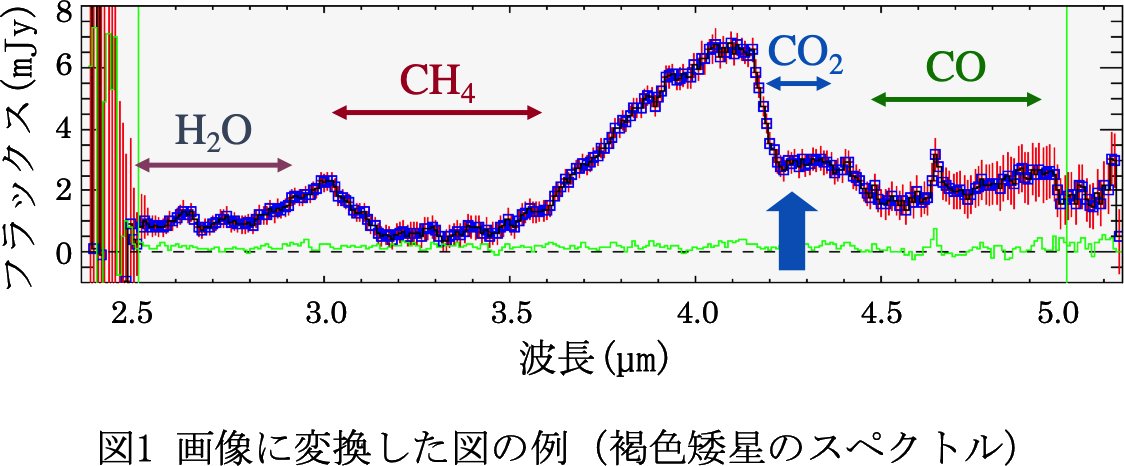 フラックス(mJy)
8
6
4
2
0
H₂O
CH₄
CO₂
CO
2.5 3.0 3.5 4.0 4.5 5.0
波長(μm)
図1 画像に変換した図の例（褐色矮星のスペクトル）